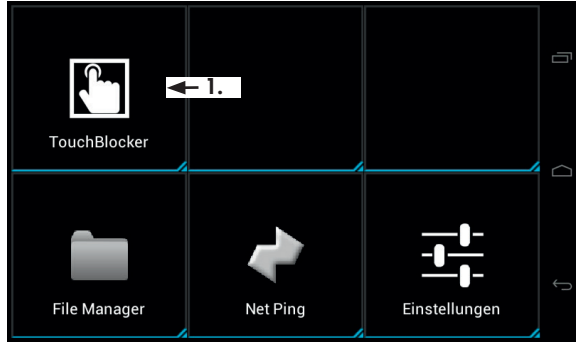 1.
TouchBlocker
File Manager
Net Ping
Einstellungen